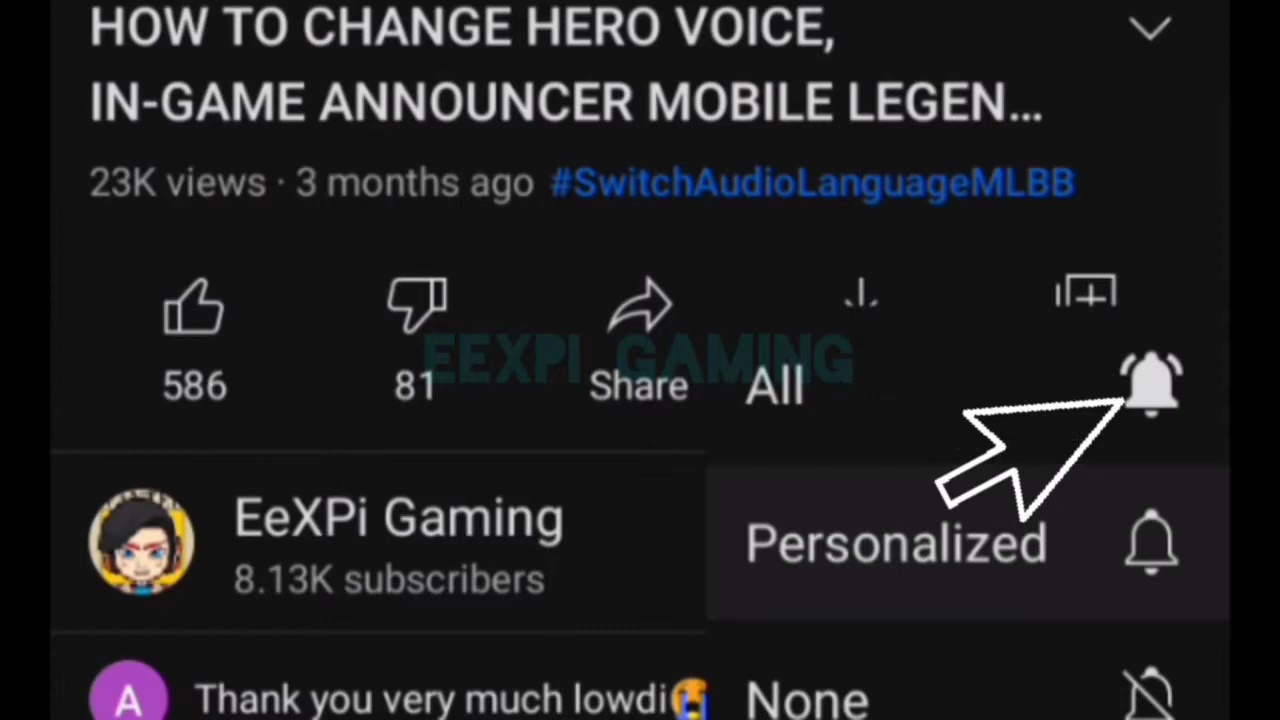 HOW TO CHANGE HERO VOICE,
IN-GAME ANNOUNCER MOBILE LEGEN...
23K views · 3 months ago #SwitchAudioLanguageMLBB
EEXPI GAMING
586
81
Share
All
EeXPi Gaming
8.13K subscribers
Personalized
A
Thank you very much lowdi😭
None